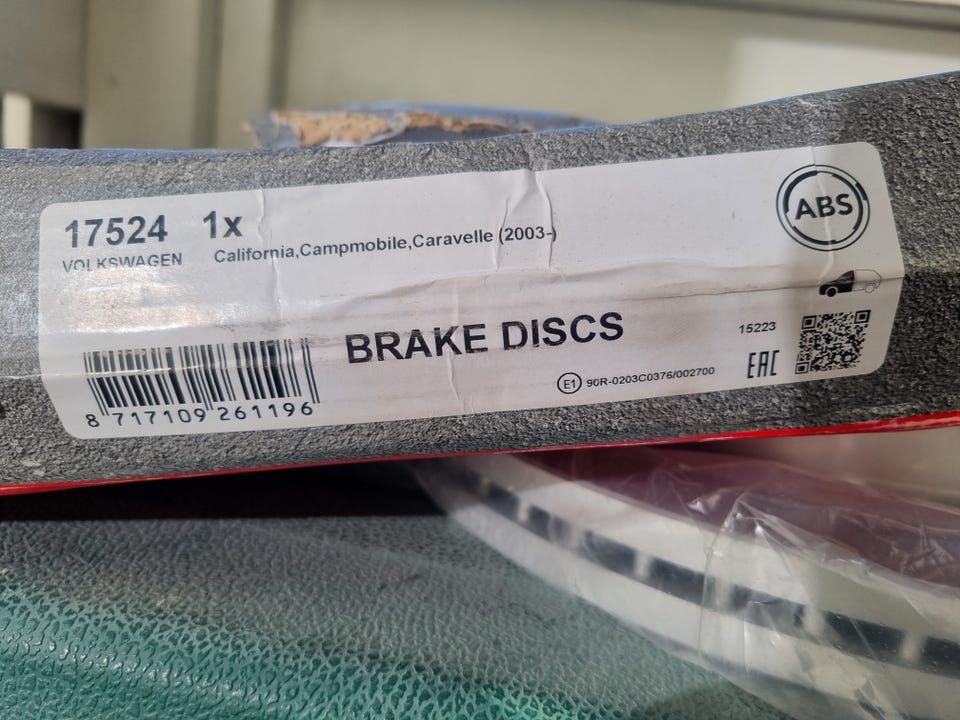 17524 1x
VOLKSWAGEN California,Campmobile,Caravelle (2003-)
ABS
BRAKE DISCS
15223
EAC
E1 90R-0203C0376/002700
8 717109 261196